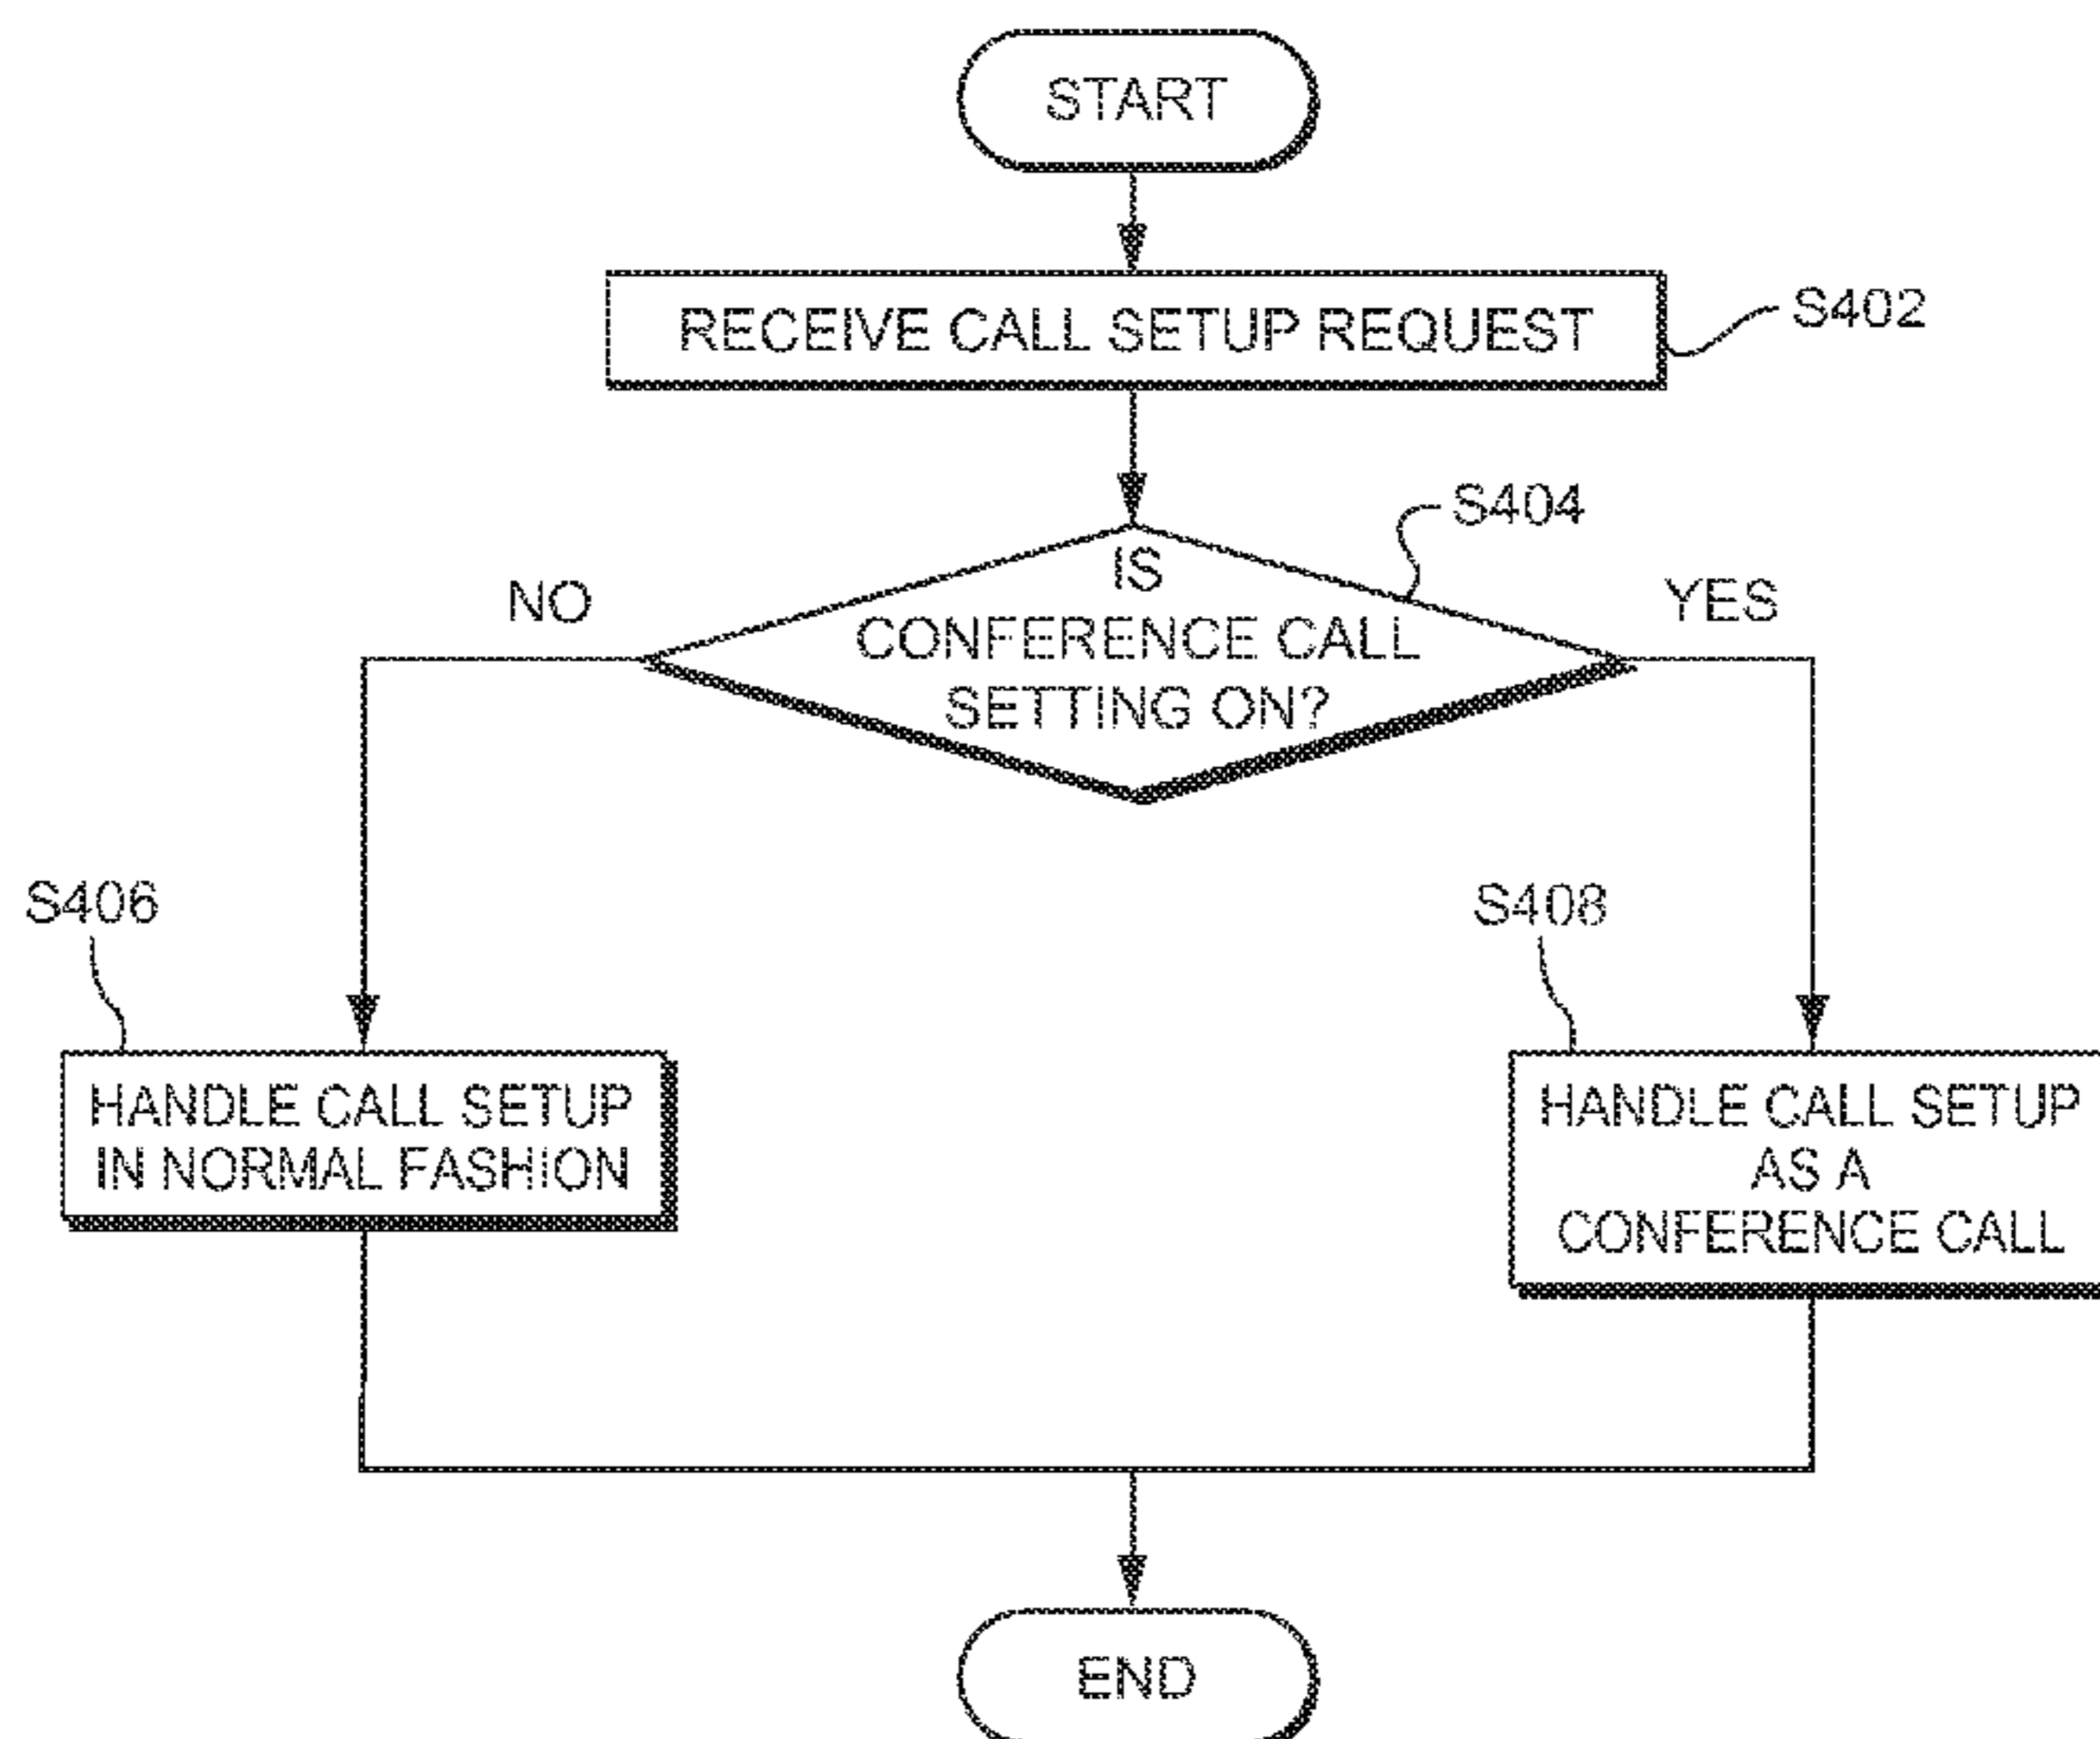 START
RECEIVE CALL SETUP REQUEST
S402
S404
IS
CONFERENCE CALL
SETTING ON?
NO
YES
S406
HANDLE CALL SETUP
IN NORMAL FASHION
S408
HANDLE CALL SETUP
AS A
CONFERENCE CALL
END